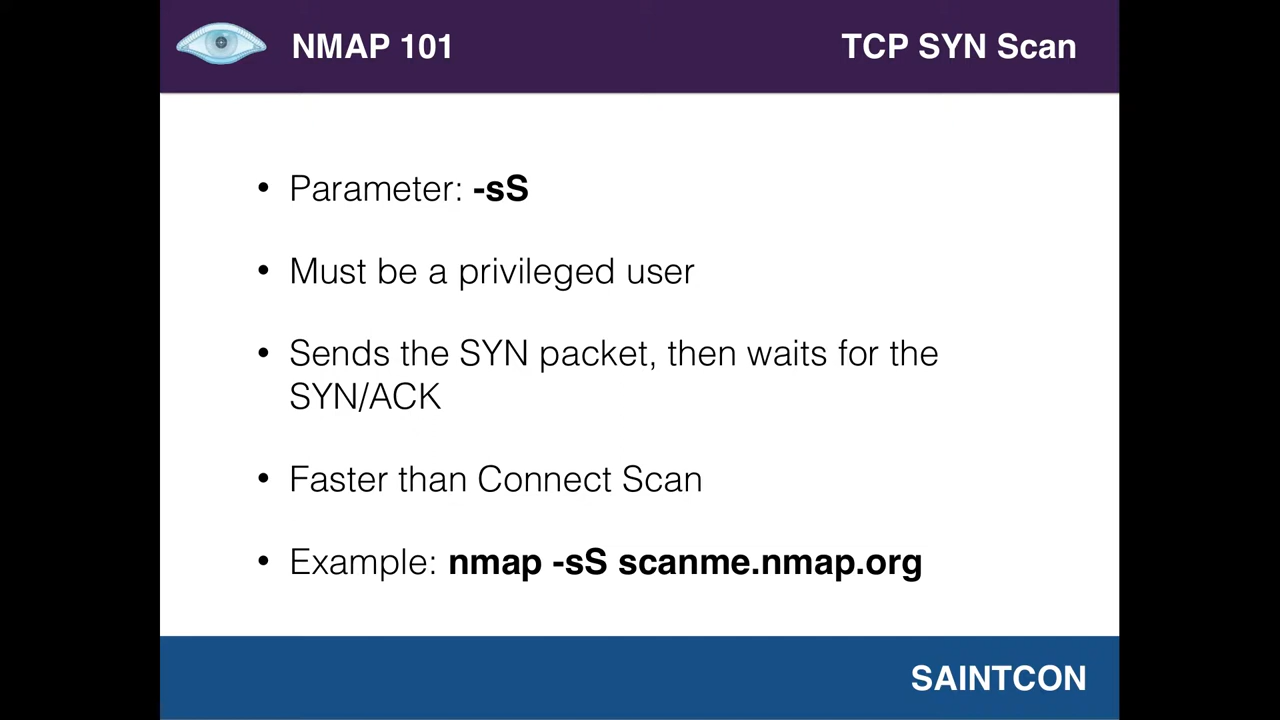 NMAP 101
TCP SYN Scan
• Parameter: -sS
• Must be a privileged user
• Sends the SYN packet, then waits for the
SYN/ACK
• Faster than Connect Scan
• Example: nmap -sS scanme.nmap.org
SAINTCON